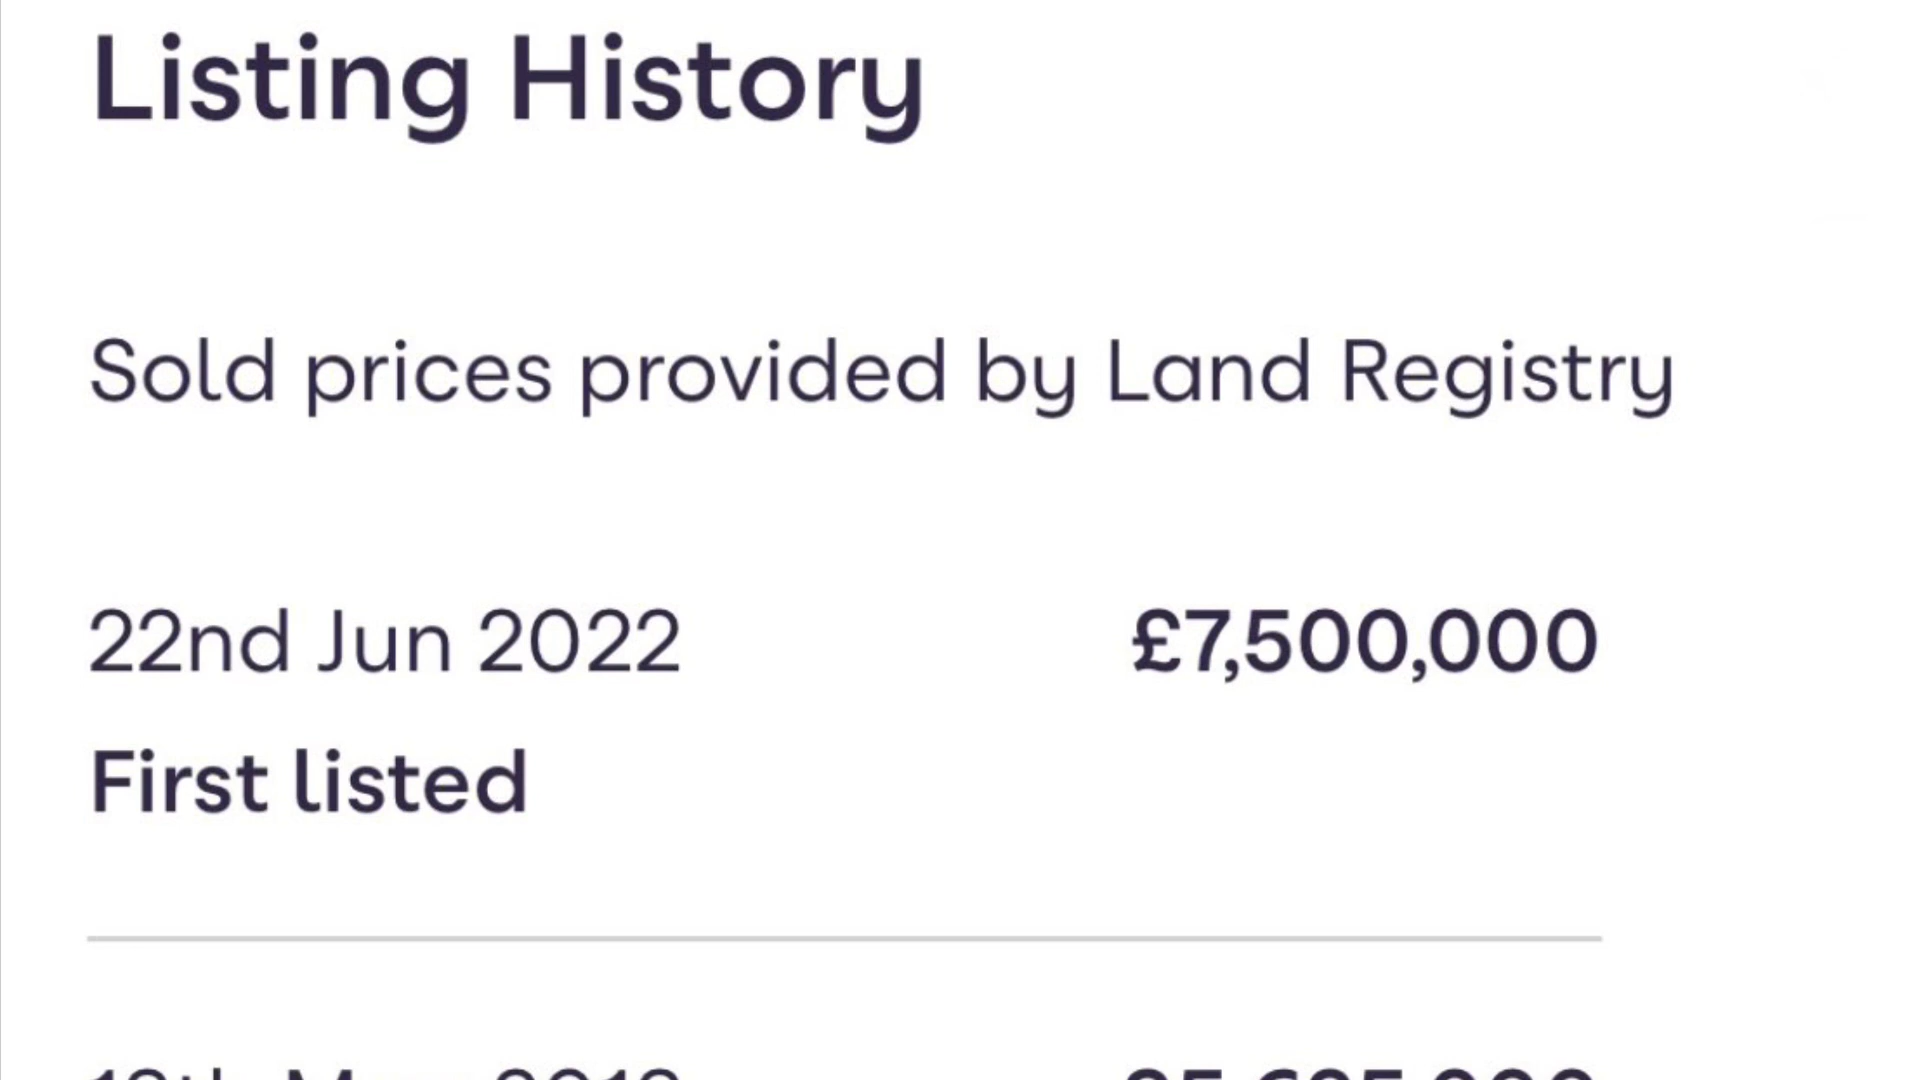 Listing History
Sold prices provided by Land Registry
22nd Jun 2022 £7,500,000
First listed